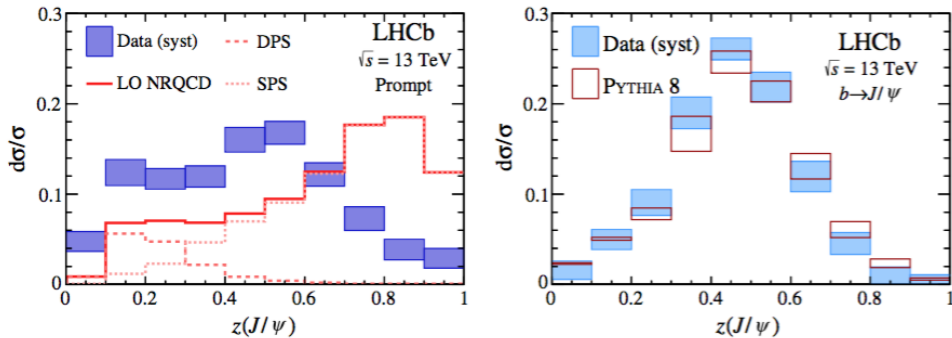 0.3
0.2
0.1
0
dσ/σ
Data (syst)
DPS
LO NRQCD
SPS
LHCb
√s = 13 TeV
Prompt
0 0.2 0.4 0.6 0.8 1
z(J/ψ)
0.3
0.2
0.1
0
dσ/σ
Data (syst)
PYTHIA 8
LHCb
√s = 13 TeV
b→J/ψ
0 0.2 0.4 0.6 0.8 1
z(J/ψ)